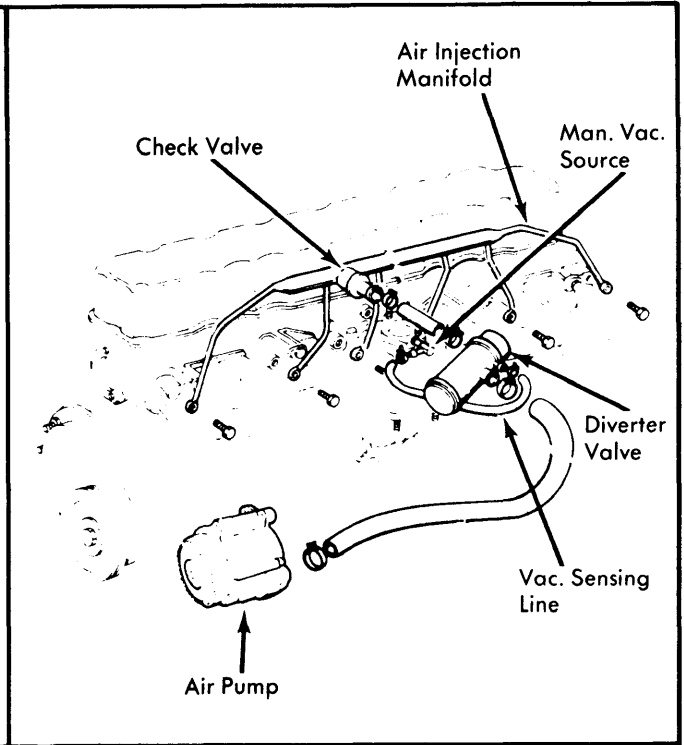 Air Injection
Manifold
Man. Vac.
Source
Check Valve
Diverter
Valve
Vac. Sensing
Line
Air Pump